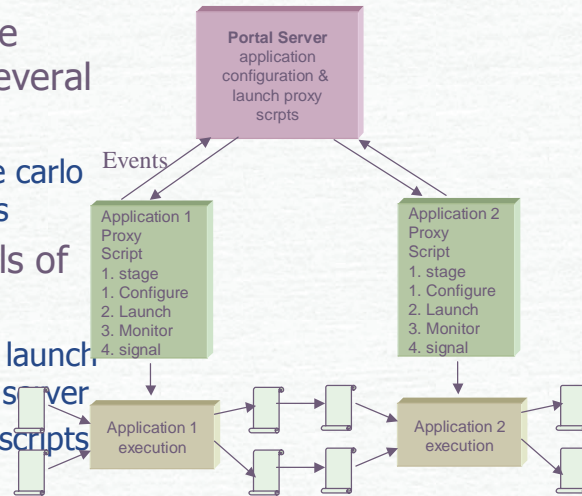 e
everal
e carlo
s
ls of
launch
server
scripts
Portal Server
application
configuration &
launch proxy
scrpts
Events
Application 1
Proxy
Script
1. stage
1. Configure
2. Launch
3. Monitor
4. signal
Application 2
Proxy
Script
1. stage
1. Configure
2. Launch
3. Monitor
4. signal
Application 1
execution
Application 2
execution